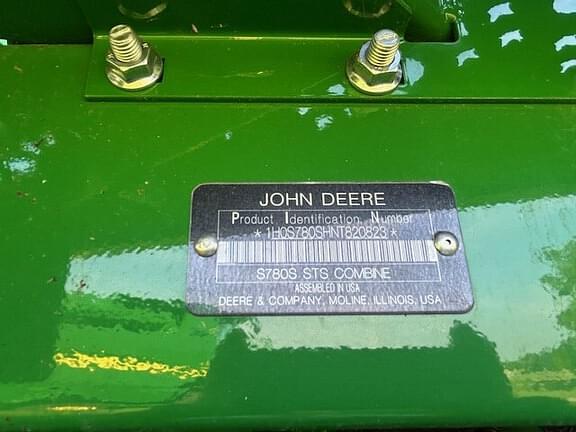 JOHN DEERE
Product Identification Number
*1H0S780SHNT820823*
S780S STS COMBINE
ASSEMBLED IN USA
DEERE & COMPANY, MOLINE, ILLINOIS, USA